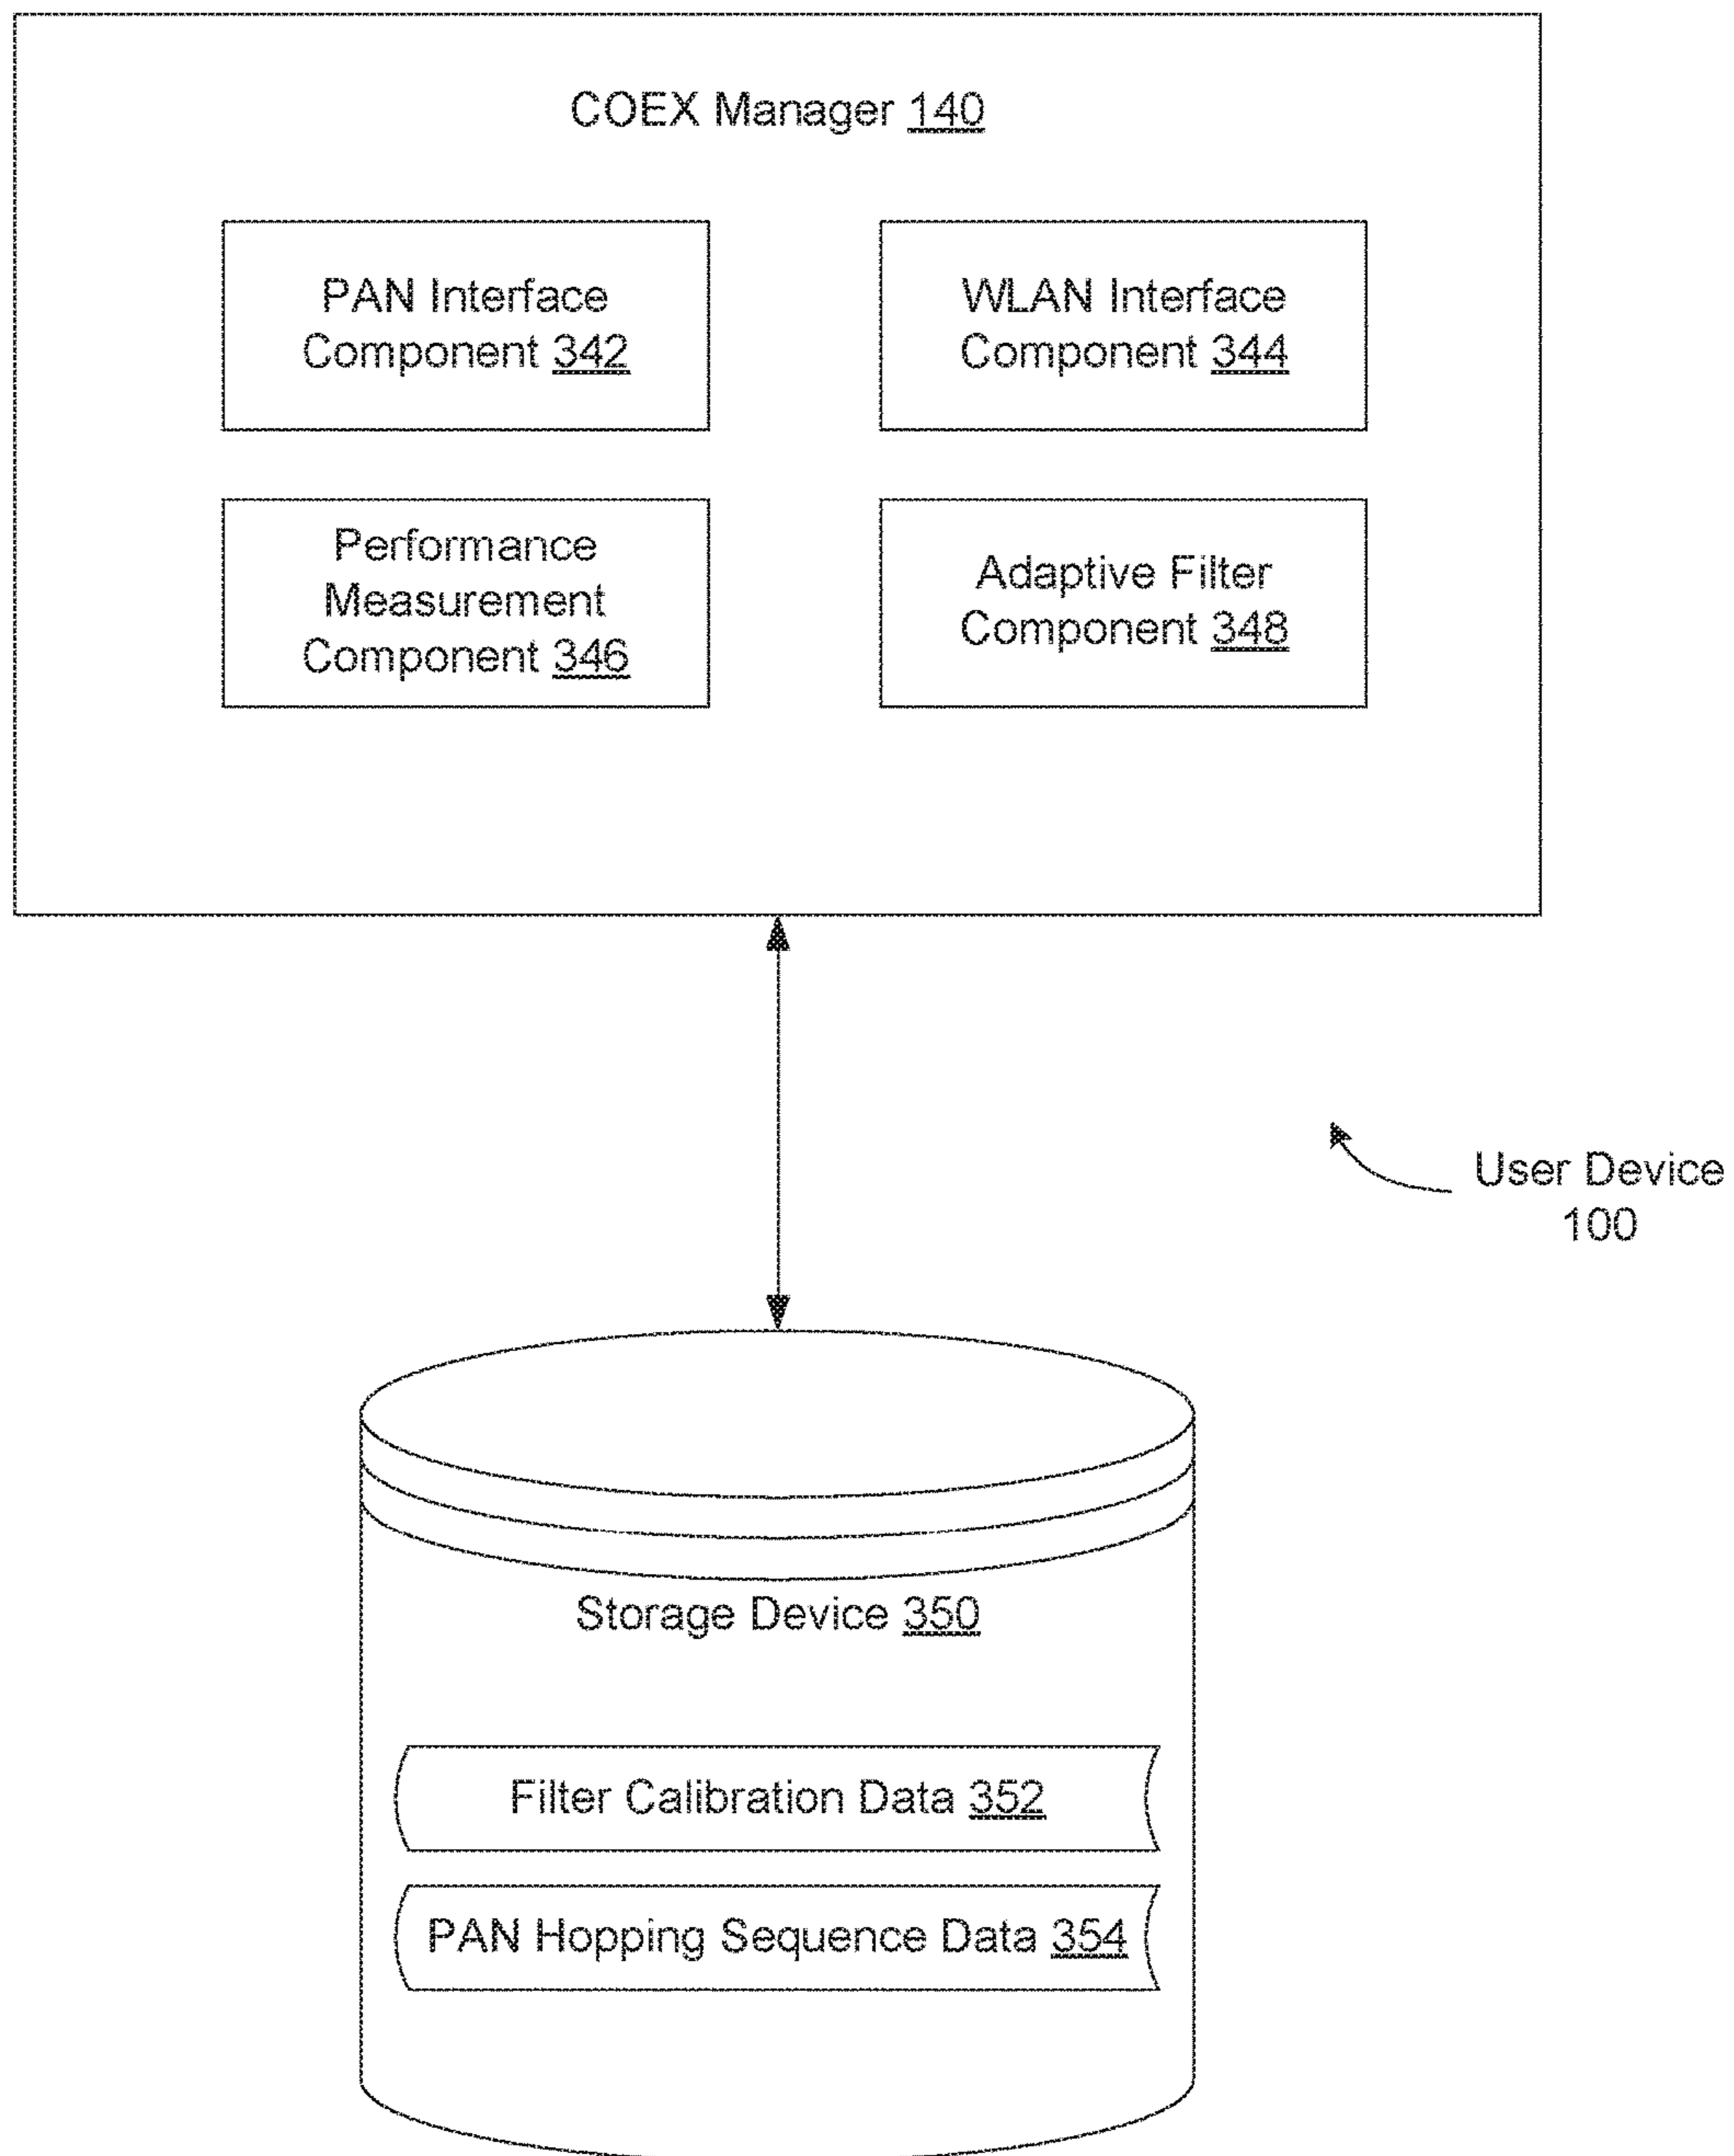 COEX Manager 140
PAN Interface
Component 342
WLAN Interface
Component 344
Performance
Measurement
Component 346
Adaptive Filter
Component 348
User Device
100
Storage Device 350
Filter Calibration Data 352
PAN Hopping Sequence Data 354